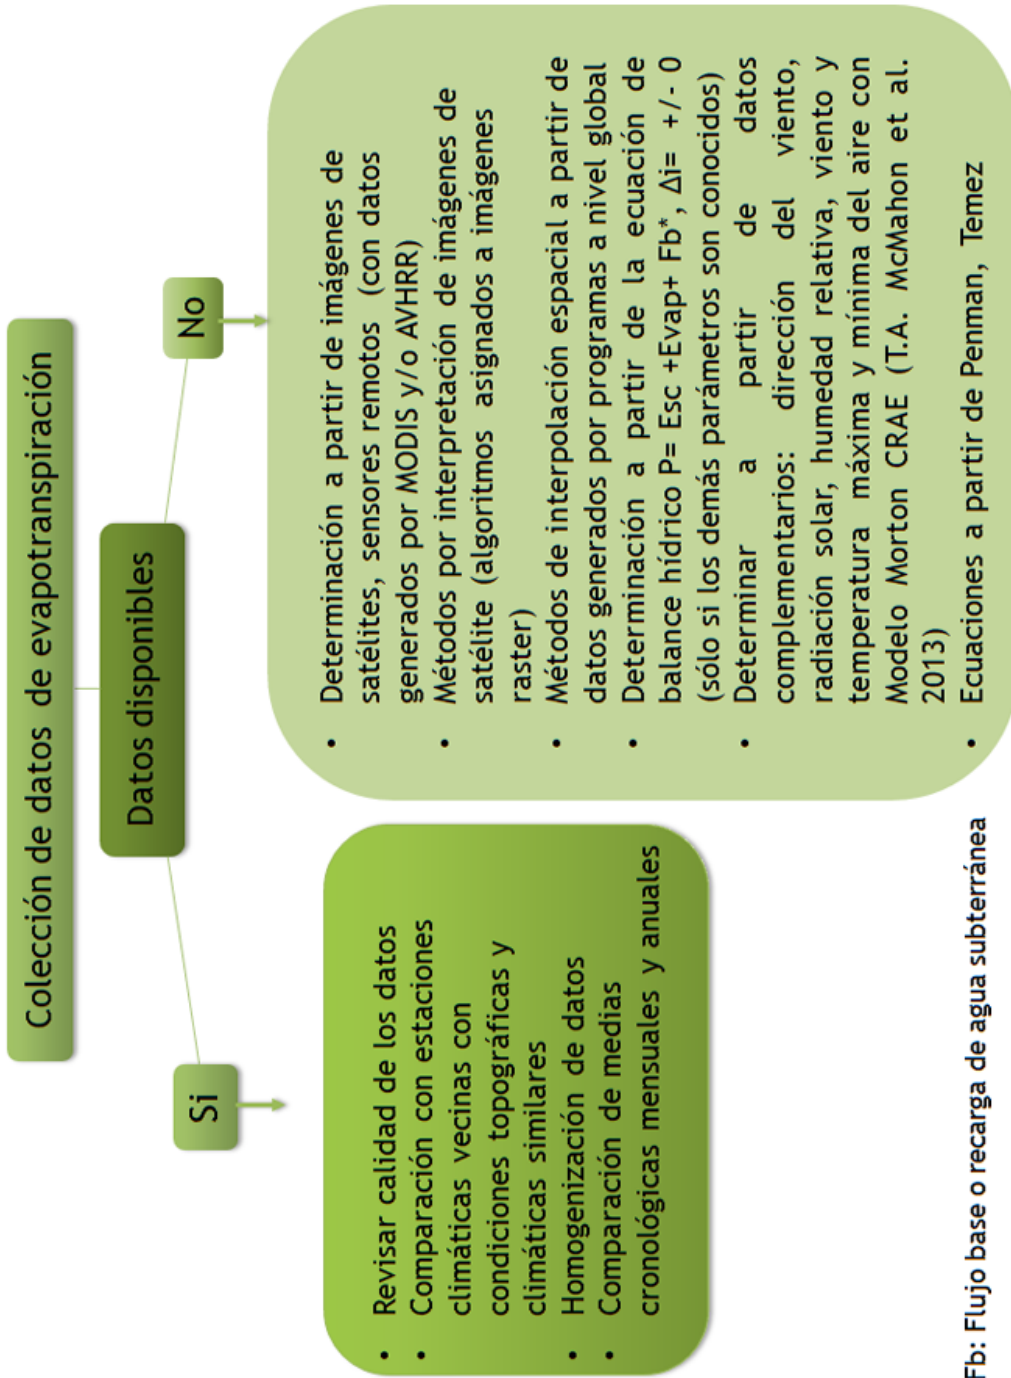 Colección de datos de evapotranspiración
Datos disponibles
Si
No
• Revisar calidad de los datos
• Comparación con estaciones
climáticas vecinas con
condiciones topográficas y
climáticas similares
• Homogenización de datos
• Comparación de medias
cronológicas mensuales y anuales
• Determinación a partir de imágenes de
satélites, sensores remotos (con datos
generados por MODIS y/o AVHRR)
• Métodos por interpretación de imágenes de
satélite (algoritmos asignados a imágenes
raster)
• Métodos de interpolación espacial a partir de
datos generados por programas a nivel global
• Determinación a partir de la ecuación de
balance hídrico P= Esc +Evap+ Fb*, Δi= +/- 0
(sólo si los demás parámetros son conocidos)
• Determinar a partir de datos
complementarios: dirección del viento,
radiación solar, humedad relativa, viento y
temperatura máxima y mínima del aire con
Modelo Morton CRAE (T.A. McMahon et al.
2013)
• Ecuaciones a partir de Penman, Temez
Fb: Flujo base o recarga de agua subterránea